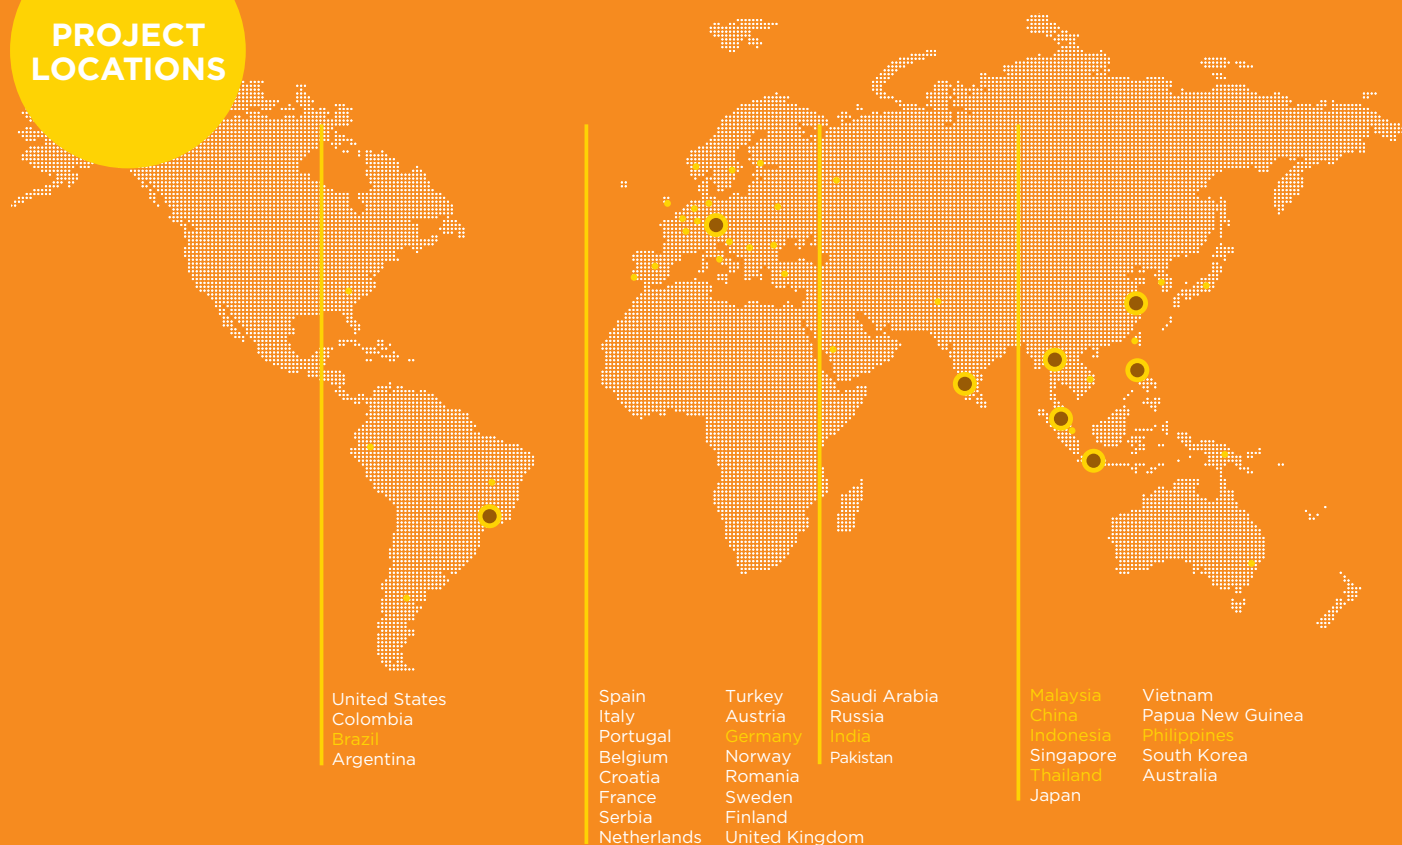 PROJECT
LOCATIONS
United States
Colombia
Brazil
Argentina
Spain
Italy
Portugal
Belgium
Croatia
France
Serbia
Netherlands
Turkey
Austria
Germany
Norway
Romania
Sweden
Finland
United Kingdom
Saudi Arabia
Russia
India
Pakistan
Malaysia
China
Indonesia
Singapore
Thailand
Japan
Vietnam
Papua New Guinea
Philippines
South Korea
Australia